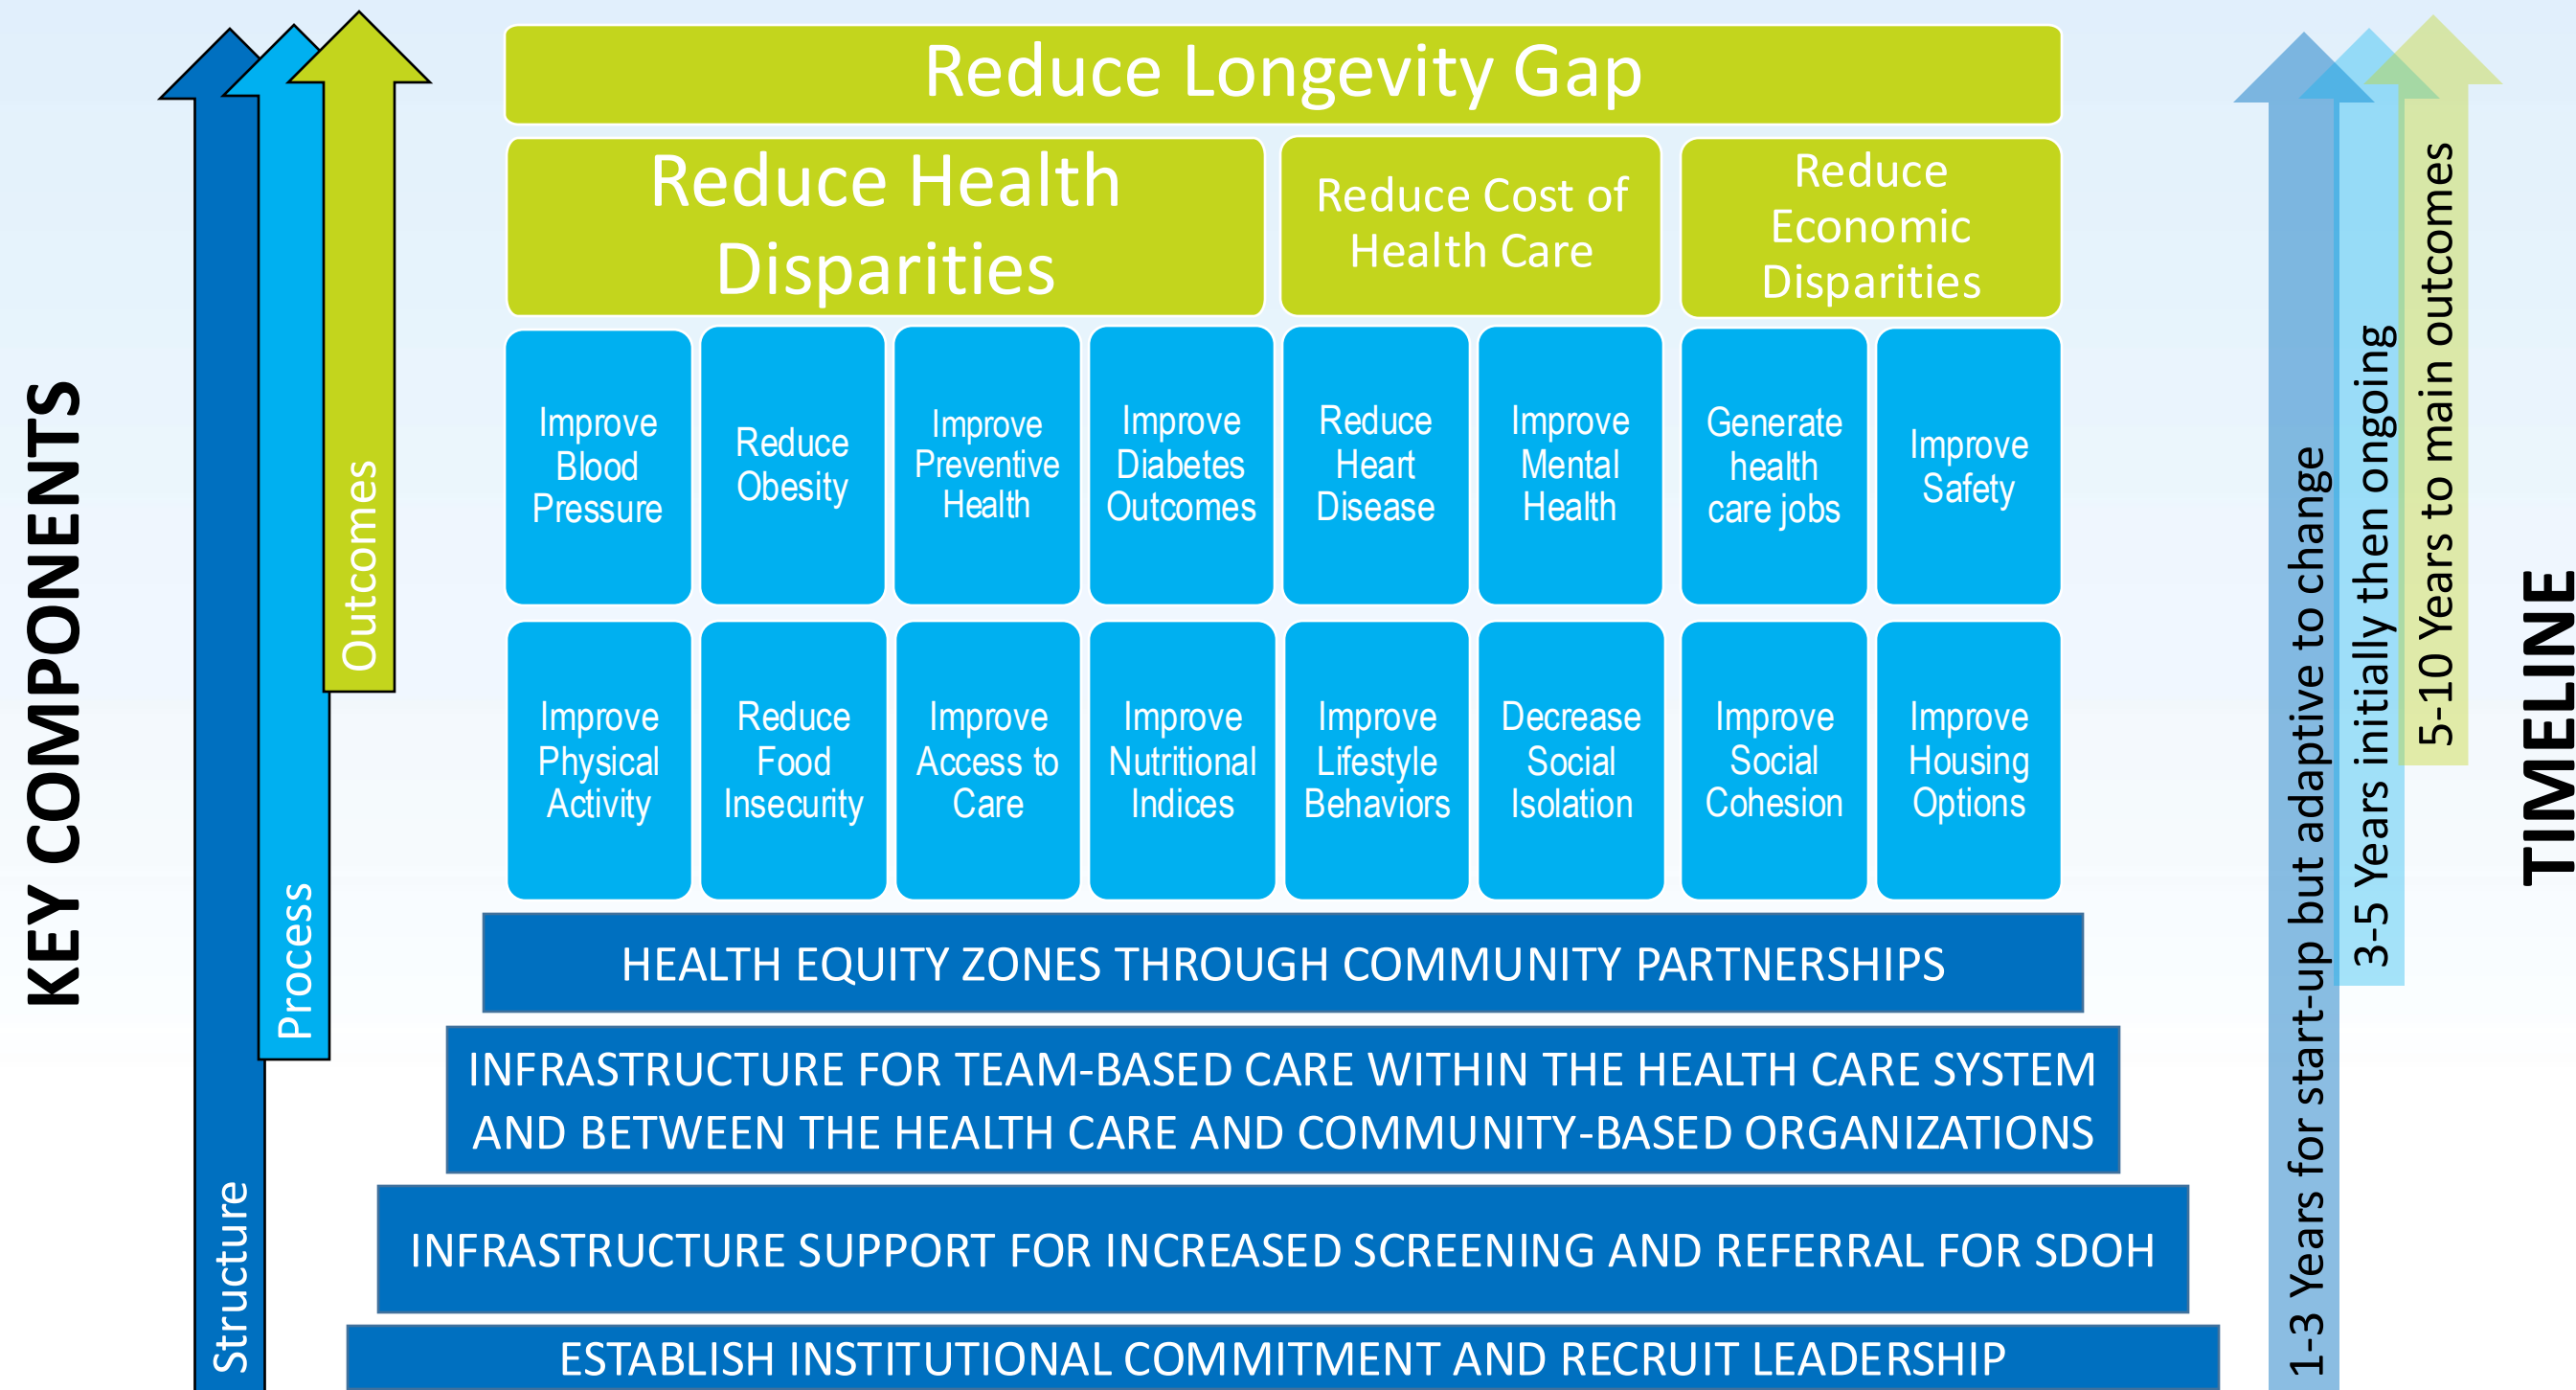 KEY COMPONENTS
Structure
Process
Outcomes
Reduce Longevity Gap
Reduce Health
Disparities
Reduce Cost of
Health Care
Reduce
Economic
Disparities
Improve
Blood
Pressure
Reduce
Obesity
Improve
Preventive
Health
Improve
Diabetes
Outcomes
Reduce
Heart
Disease
Improve
Mental
Health
Generate
health
care jobs
Improve
Safety
Improve
Physical
Activity
Reduce
Food
Insecurity
Improve
Access to
Care
Improve
Nutritional
Indices
Improve
Lifestyle
Behaviors
Decrease
Social
Isolation
Improve
Social
Cohesion
Improve
Housing
Options
HEALTH EQUITY ZONES THROUGH COMMUNITY PARTNERSHIPS
INFRASTRUCTURE FOR TEAM-BASED CARE WITHIN THE HEALTH CARE SYSTEM
AND BETWEEN THE HEALTH CARE AND COMMUNITY-BASED ORGANIZATIONS
INFRASTRUCTURE SUPPORT FOR INCREASED SCREENING AND REFERRAL FOR SDOH
ESTABLISH INSTITUTIONAL COMMITMENT AND RECRUIT LEADERSHIP
1-3 Years for start-up but adaptive to change
3-5 Years initially then ongoing
5-10 Years to main outcomes
TIMELINE